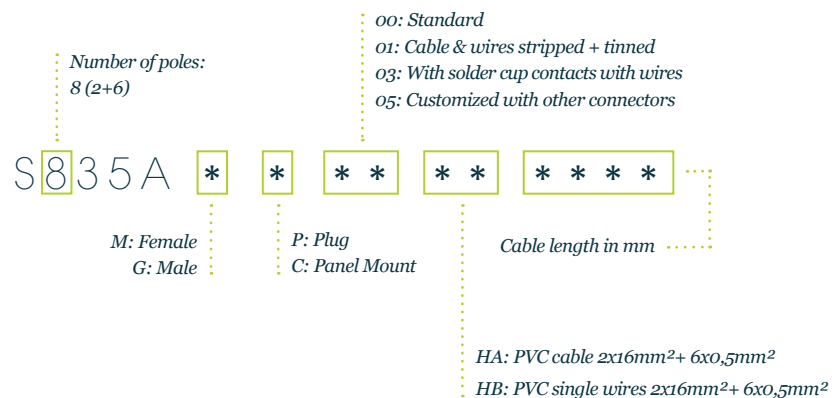 00: Standard
01: Cable & wires stripped + tinned
03: With solder cup contacts with wires
05: Customized with other connectors
Number of poles:
8 (2+6)
S835A * * ** ** ****
M: Female
G: Male
P: Plug
C: Panel Mount
Cable length in mm
HA: PVC cable 2x16mm²+ 6x0,5mm²
HB: PVC single wires 2x16mm²+ 6x0,5mm²